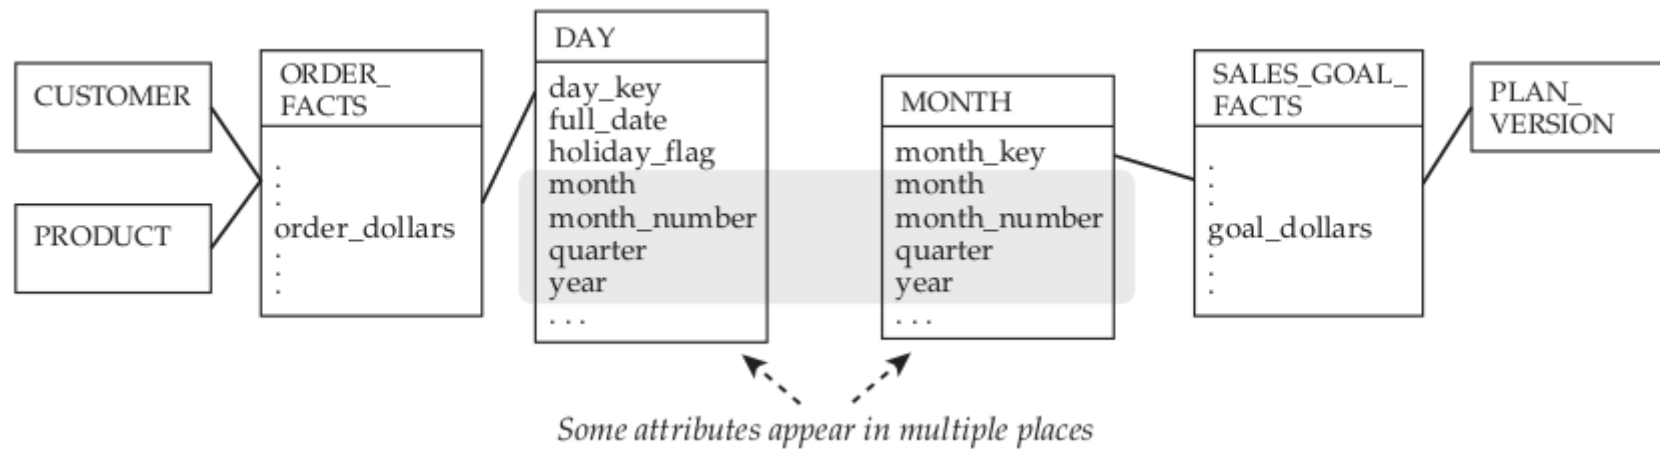 CUSTOMER
PRODUCT
ORDER_
FACTS
.
.
.
order_dollars
.
.
.
DAY
day_key
full_date
holiday_flag
month
month_number
quarter
year
. . .
MONTH
month_key
month
month_number
quarter
year
. . .
SALES_GOAL_
FACTS
.
.
.
goal_dollars
.
.
.
PLAN_
VERSION
Some attributes appear in multiple places